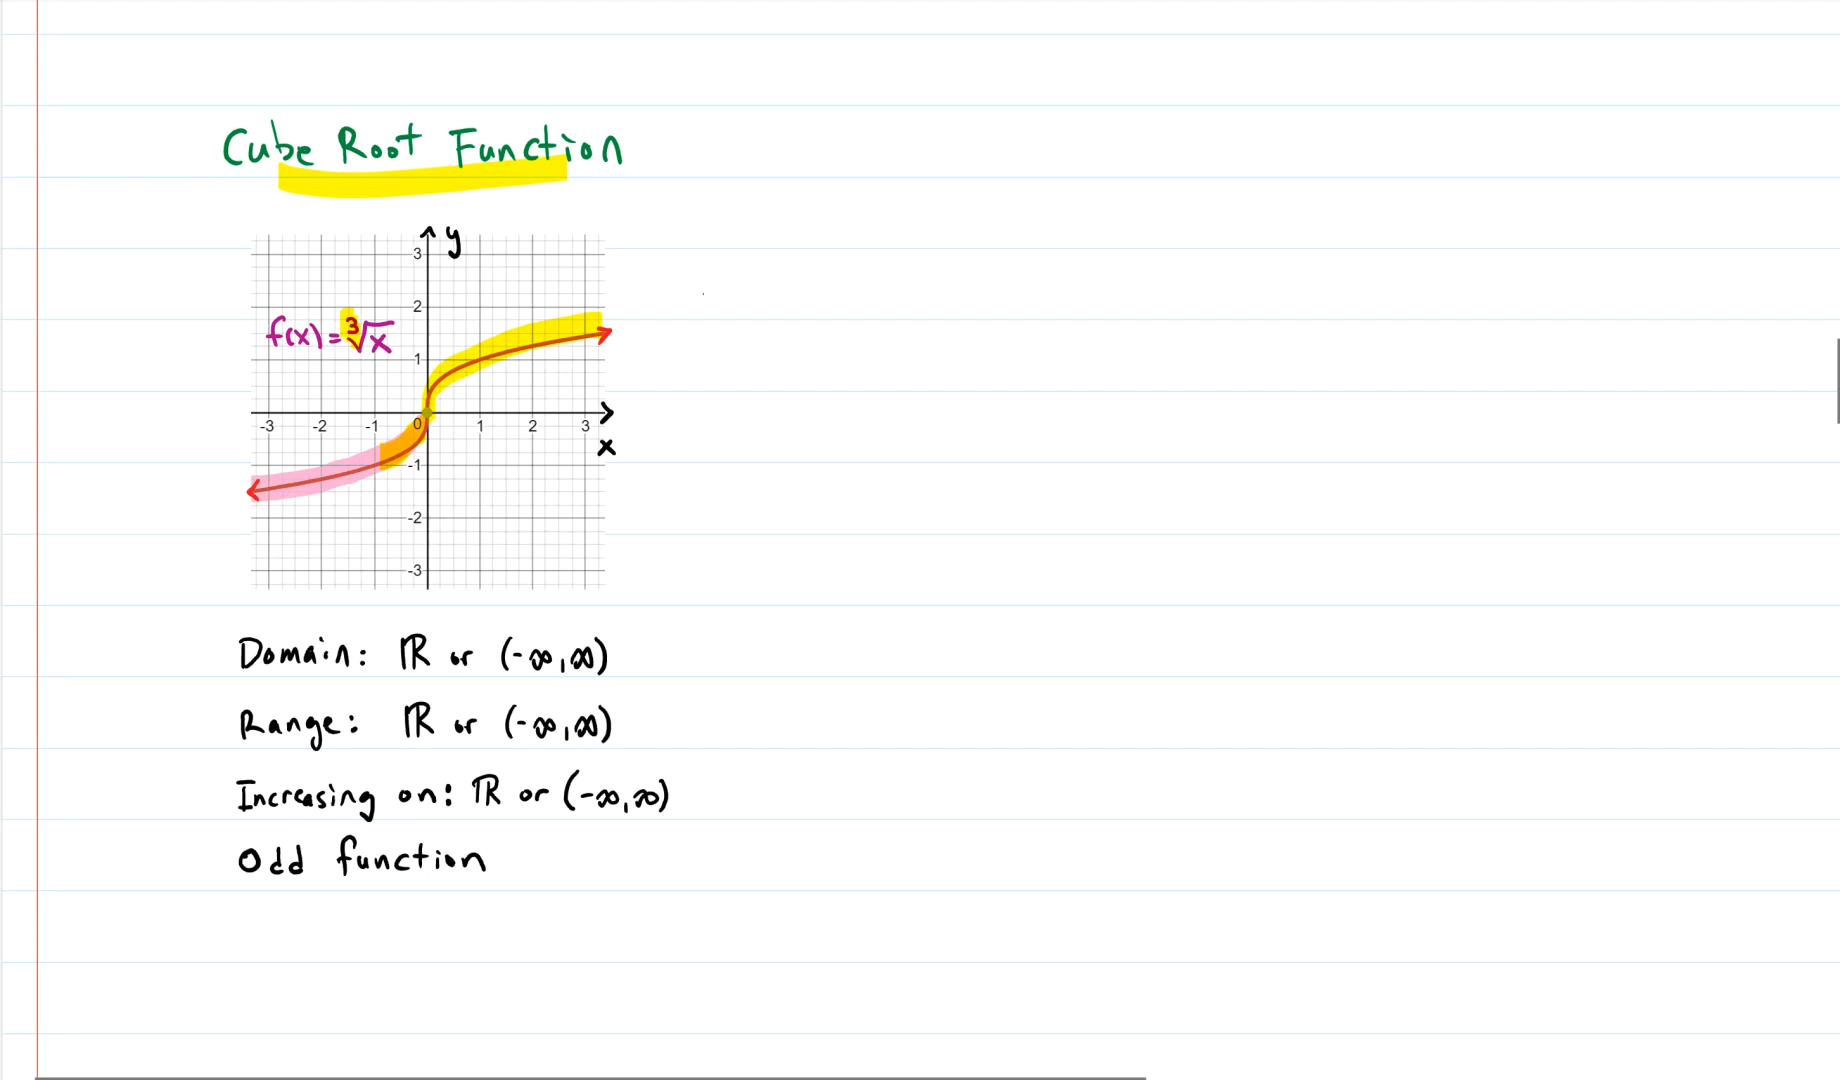 Cube Root Function
y
3
2
f(x) = ³√x
1
-3 -2 -1 0 1 2 3
x
-1
-2
-3
Domain: ℝ or (-∞,∞)
Range: ℝ or (-∞,∞)
Increasing on: ℝ or (-∞,∞)
Odd function